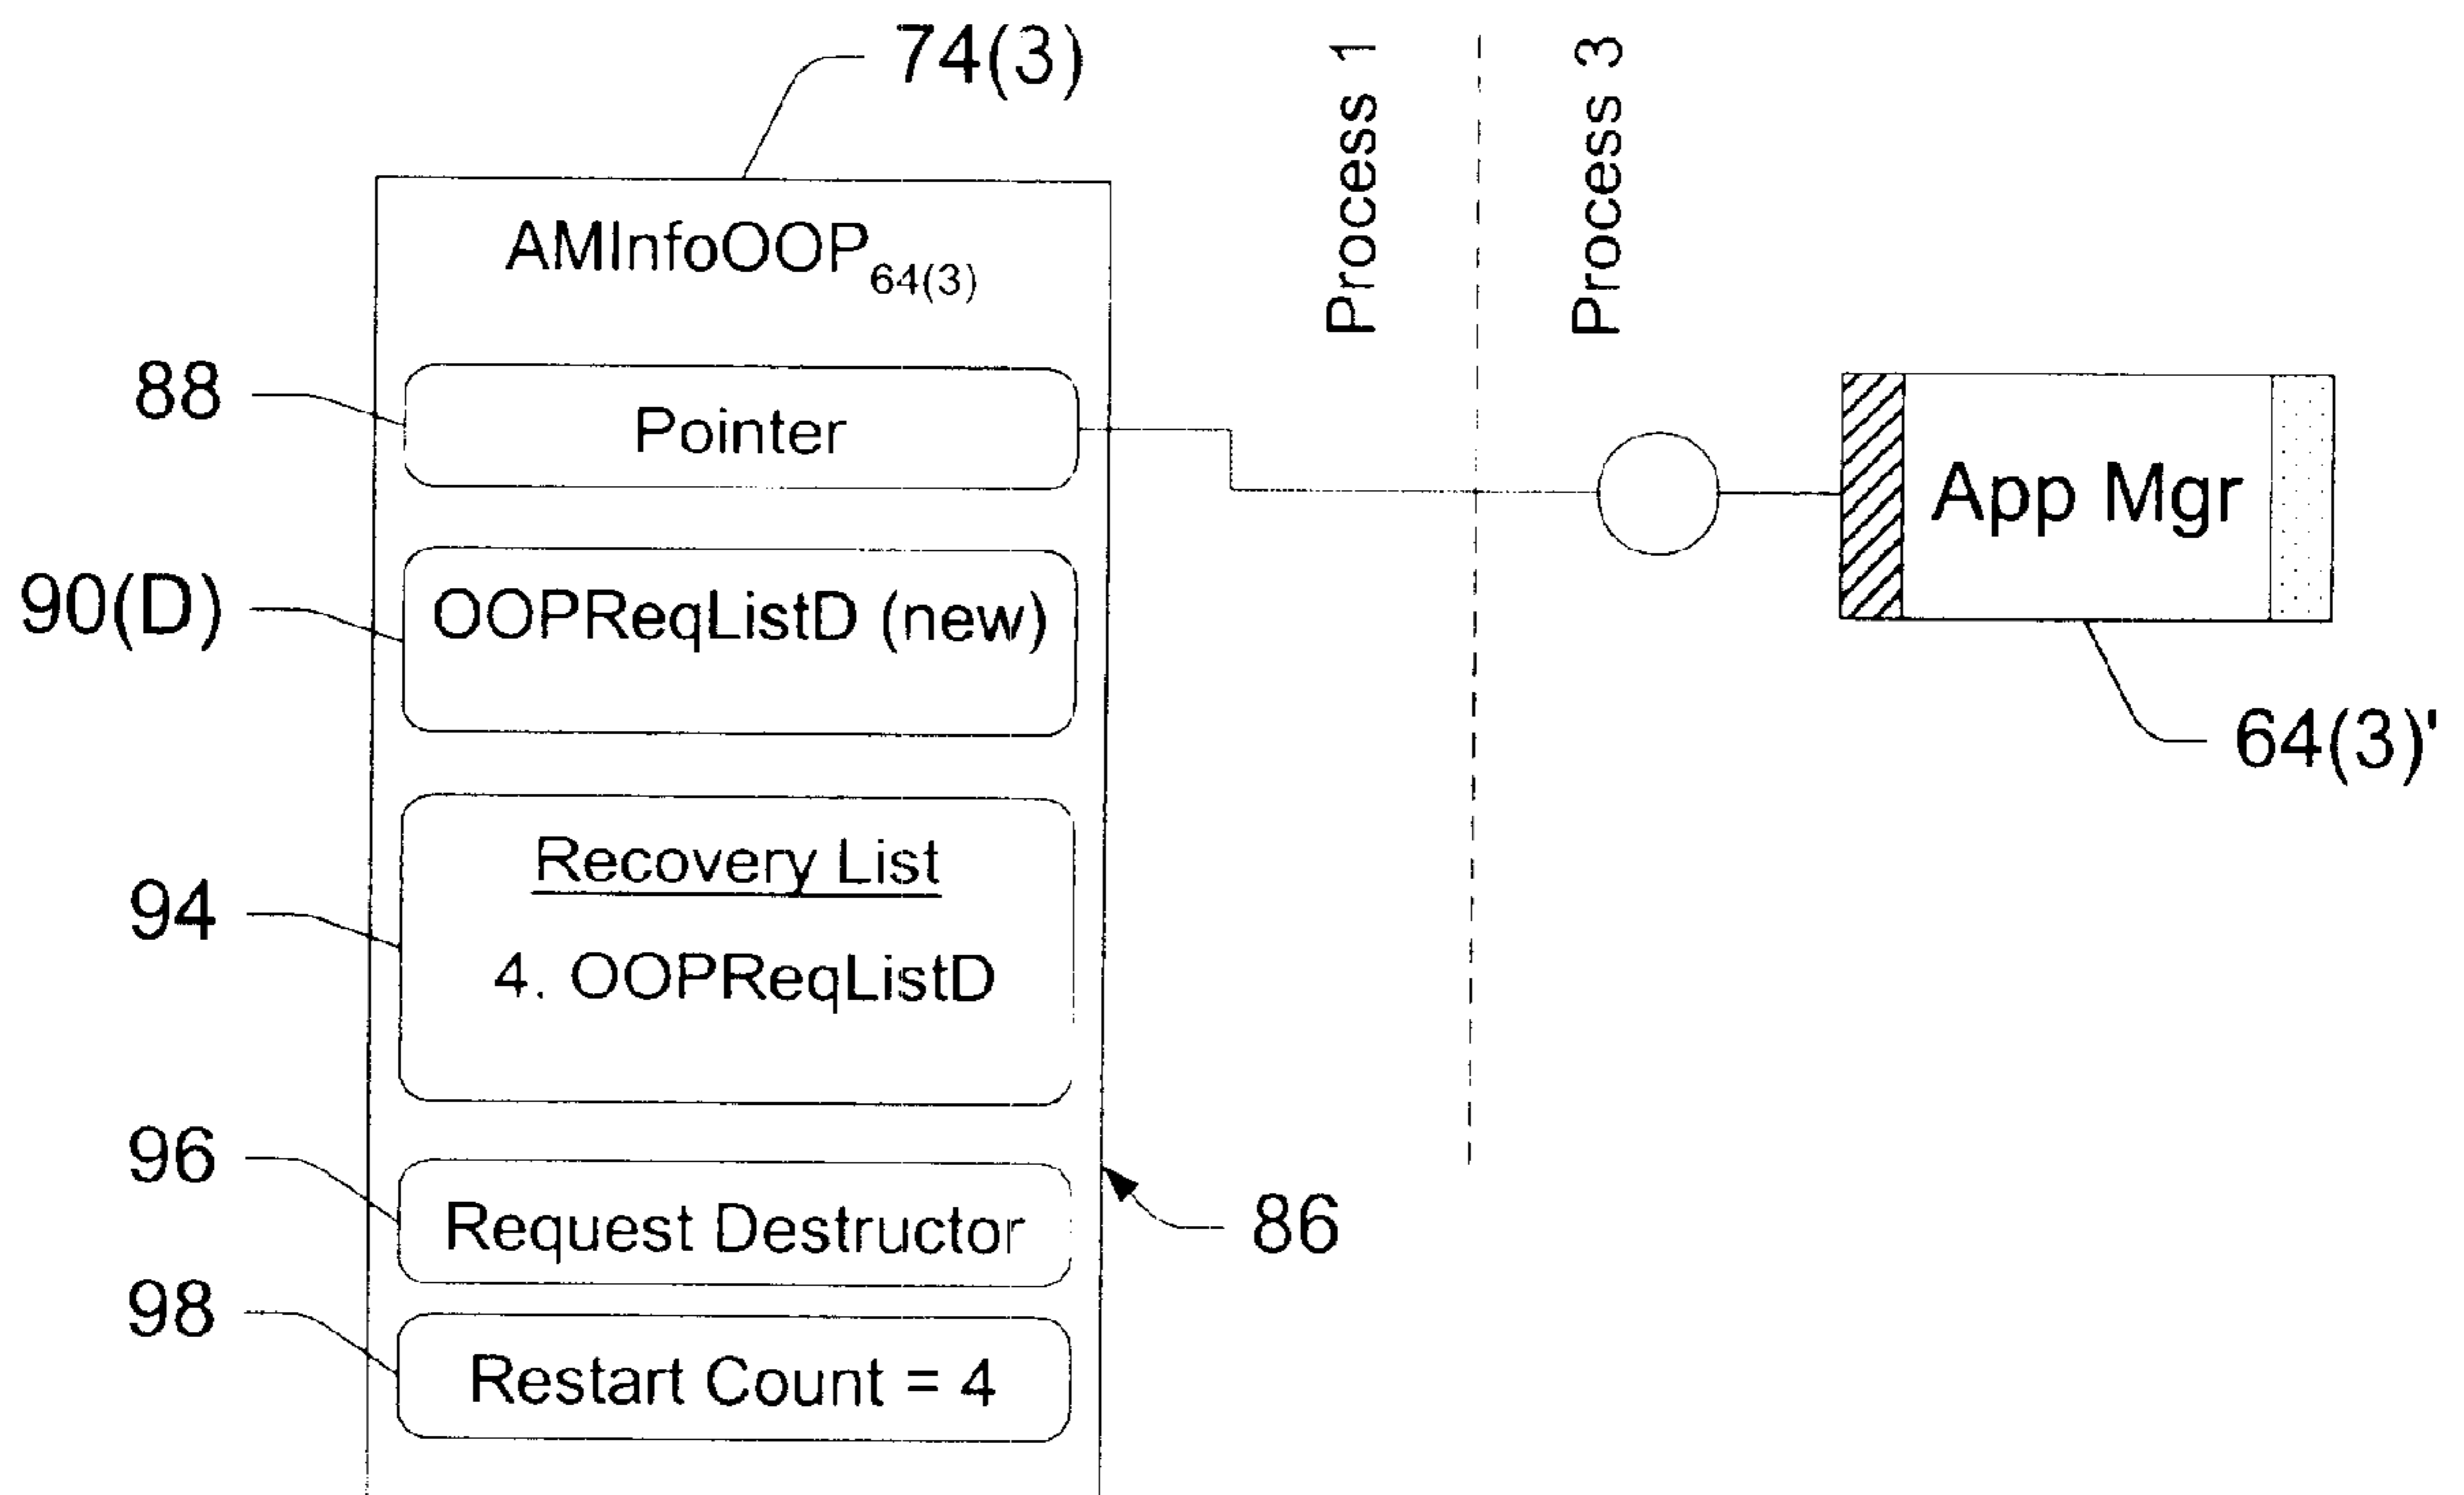 74(3)
Process 1
Process 3
AMInfoOOP64(3)
88
Pointer
App Mgr
90(D)
OOPReqListD (new)
64(3)'
94
Recovery List
4. OOPReqListD
96
Request Destructor
86
98
Restart Count = 4